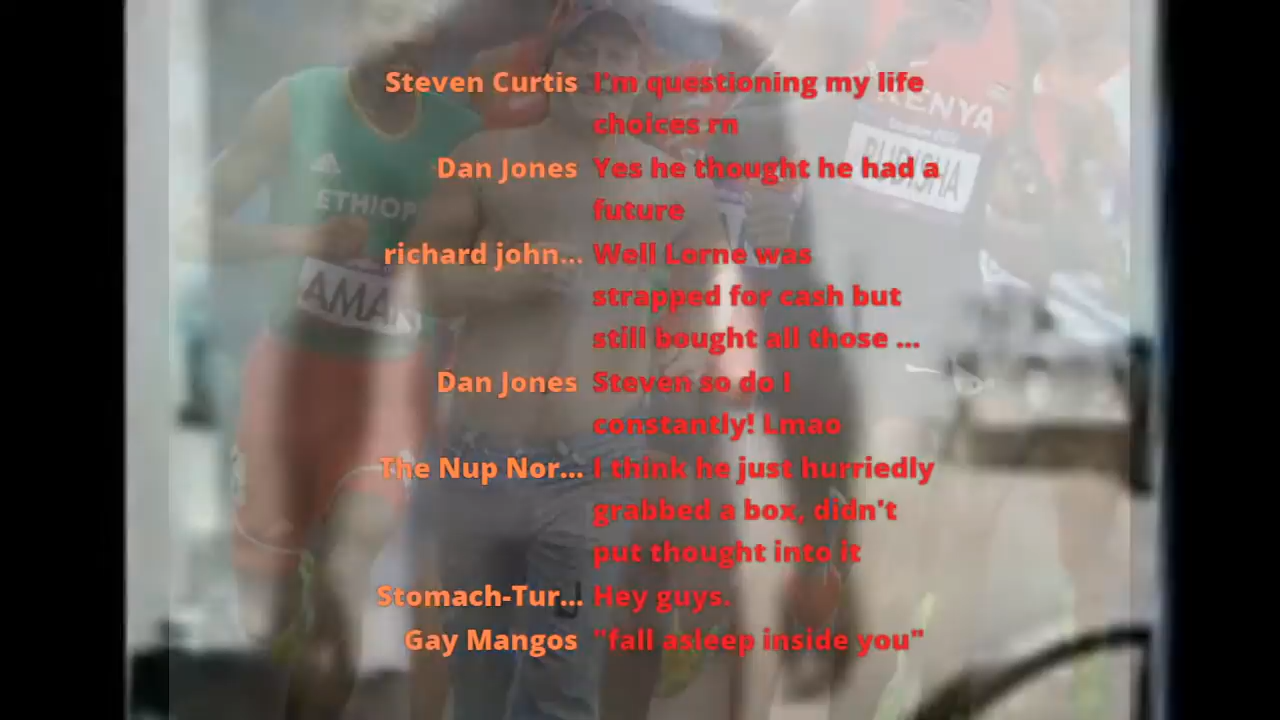 Steven Curtis I'm questioning my life
choices rn
Dan Jones Yes he thought he had a
future
richard john... Well Lorne was
strapped for cash but
still bought all those ...
Dan Jones Steven so do I
constantly! Lmao
The Nup Nor... I think he just hurriedly
grabbed a box, didn't
put thought into it
Stomach-Tur... Hey guys.
Gay Mangos "fall asleep inside you"
KENYA
RUDISHA
ETHIOP
AMAN